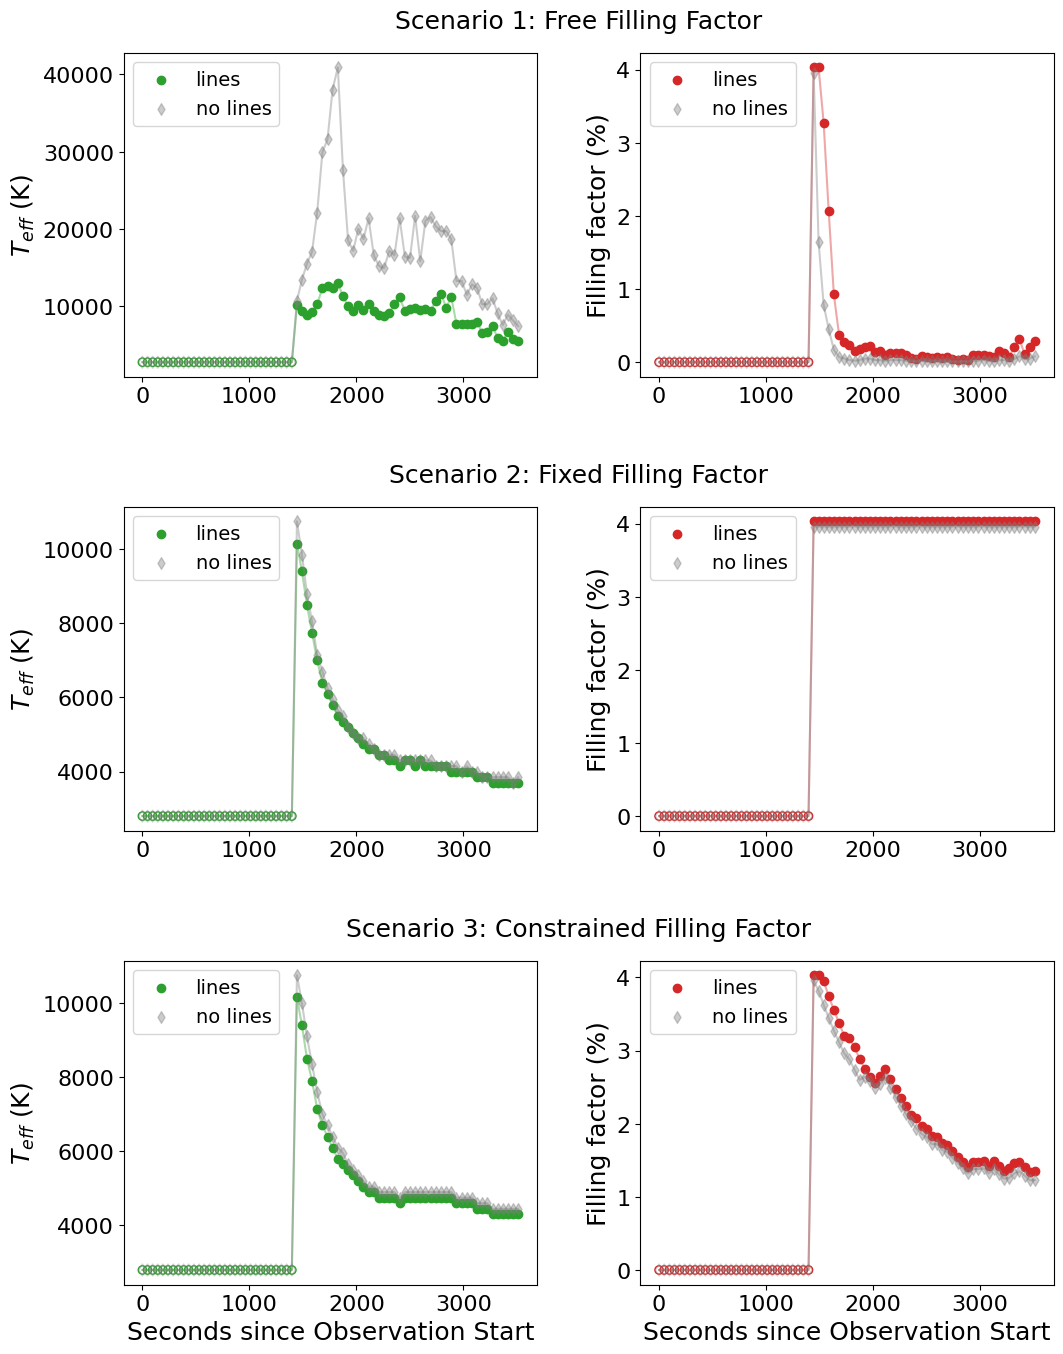 Scenario 1: Free Filling Factor
lines
no lines
40000
30000
20000
10000
T_eff (K)
0 1000 2000 3000
lines
no lines
4
3
2
1
0
Filling factor (%)
0 1000 2000 3000
Scenario 2: Fixed Filling Factor
lines
no lines
10000
8000
6000
4000
T_eff (K)
0 1000 2000 3000
lines
no lines
4
3
2
1
0
Filling factor (%)
0 1000 2000 3000
Scenario 3: Constrained Filling Factor
lines
no lines
10000
8000
6000
4000
T_eff (K)
0 1000 2000 3000
Seconds since Observation Start
lines
no lines
4
3
2
1
0
Filling factor (%)
0 1000 2000 3000
Seconds since Observation Start